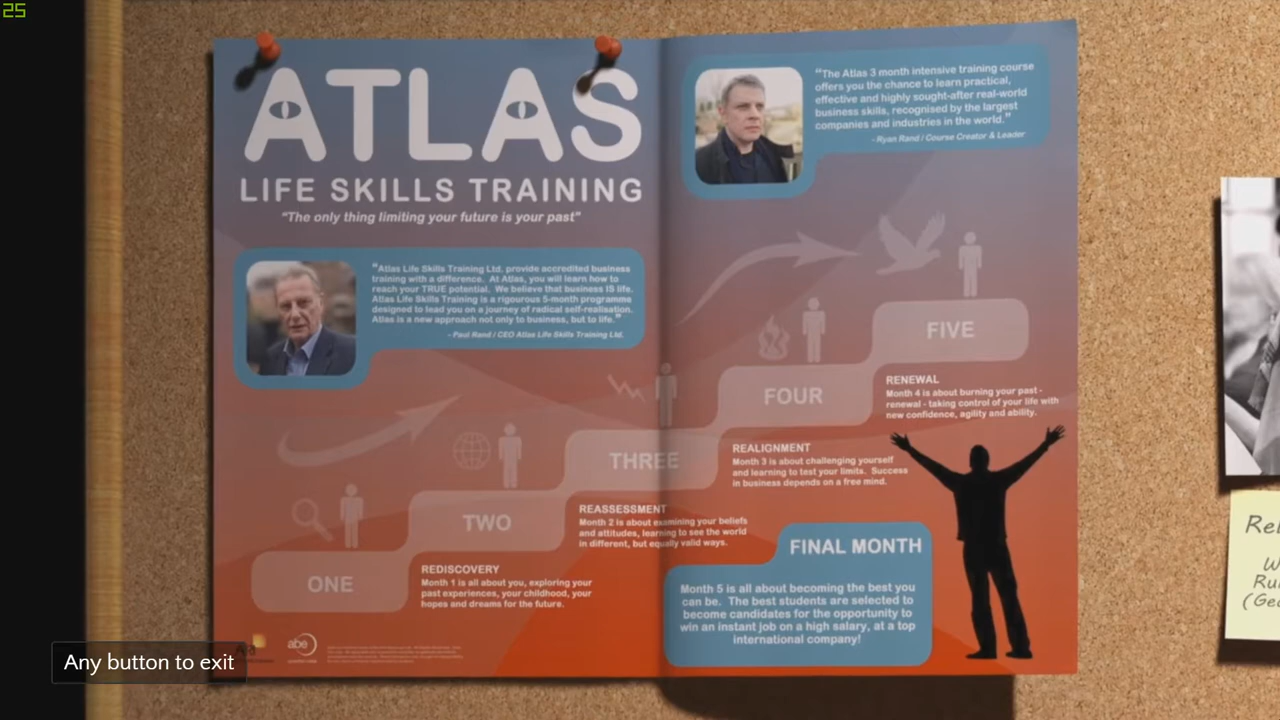 25
ATLAS
LIFE SKILLS TRAINING
"The only thing limiting your future is your past"
"Atlas Life Skills Training Ltd. provide accredited business
training with a difference. At Atlas, you will learn how to
reach your TRUE potential. We believe that business IS life.
Atlas Life Skills Training is a rigourous 5-month programme
designed to lead you on a journey of radical self-realisation.
Atlas is a new approach not only to business, but to life."
- Paul Rand / CEO Atlas Life Skills Training Ltd.
"The Atlas 3 month intensive training course
offers you the chance to learn practical,
effective and highly sought-after real-world
business skills, recognised by the largest
companies and industries in the world."
- Ryan Rand / Course Creator & Leader
ONE
REDISCOVERY
Month 1 is all about you, exploring your
past experiences, your childhood, your
hopes and dreams for the future.
TWO
REASSESSMENT
Month 2 is about examining your beliefs
and attitudes, learning to see the world
in different, but equally valid ways.
THREE
REALIGNMENT
Month 3 is about challenging yourself
and learning to test your limits. Success
in business depends on a free mind.
FOUR
RENEWAL
Month 4 is about burning your past -
renewal - taking control of your life with
new confidence, agility and ability.
FIVE
FINAL MONTH
Month 5 is all about becoming the best you
can be. The best students are selected to
become candidates for the opportunity to
win an instant job on a high salary, at a top
international company!
abe
Any button to exit